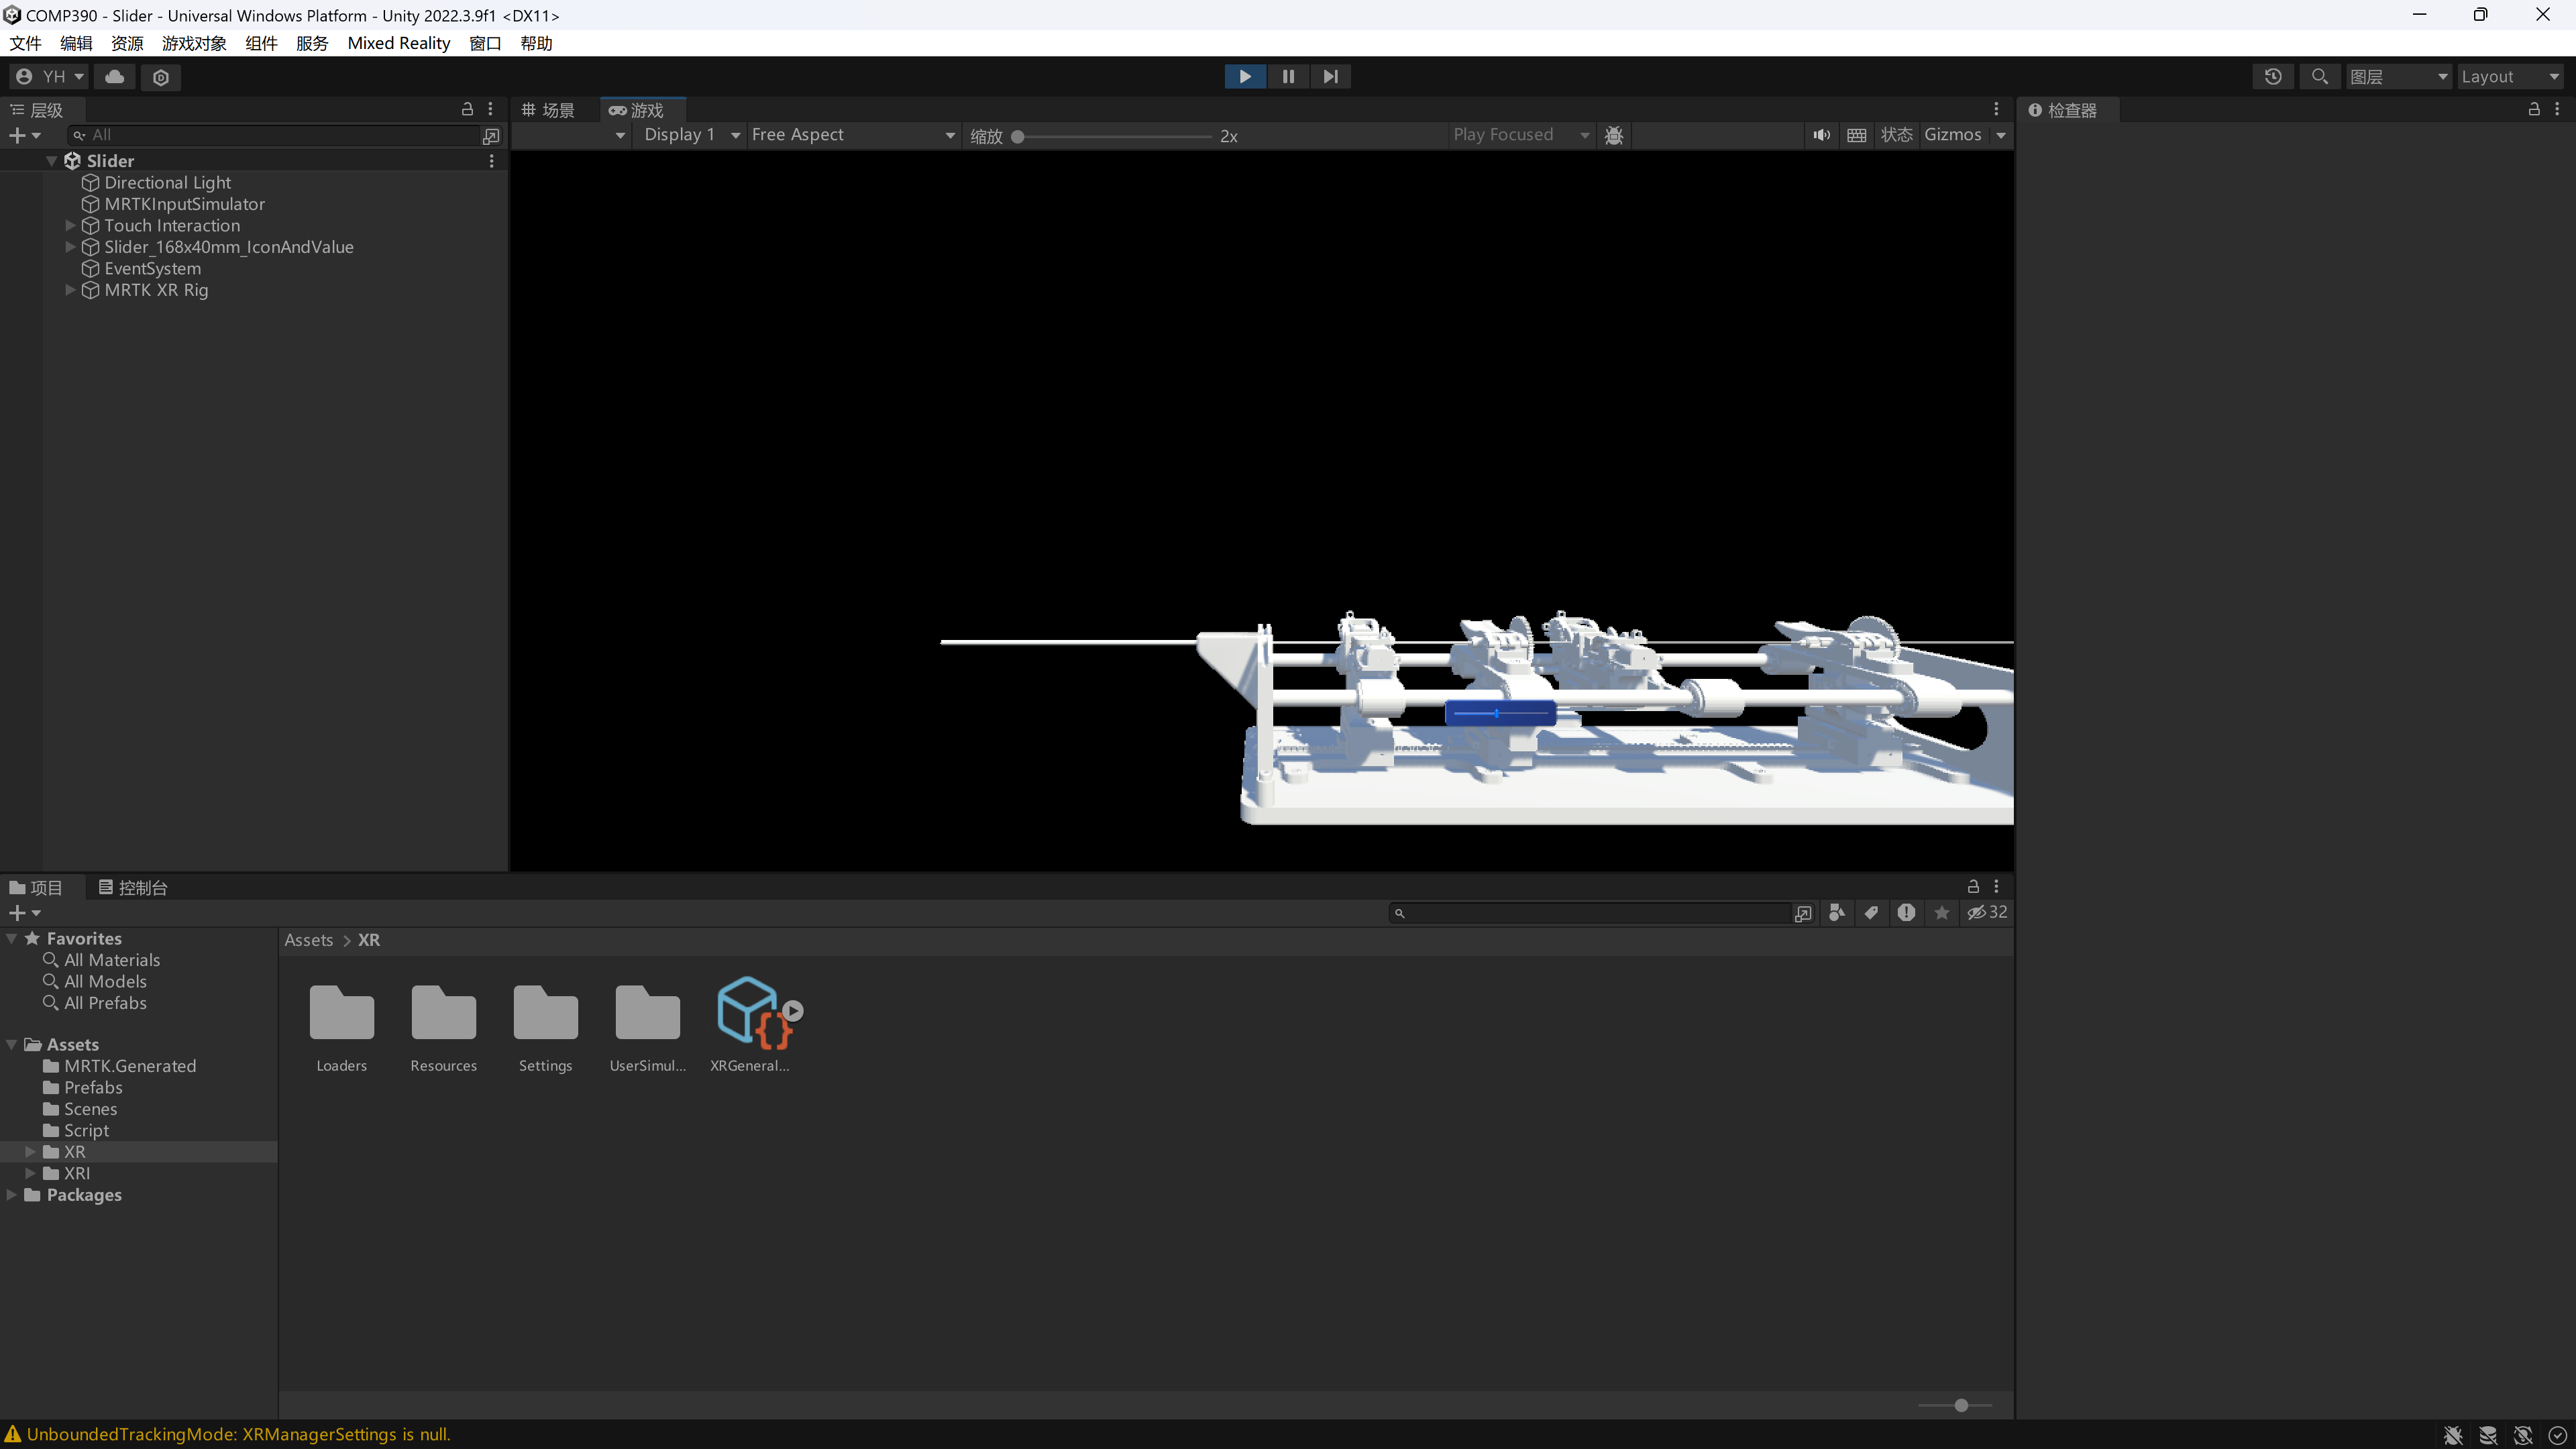 COMP390 - Slider - Universal Windows Platform - Unity 2022.3.9f1 <DX11>
文件 编辑 资源 游戏对象 组件 服务 Mixed Reality 窗口 帮助
YH 图层 Layout
层级
All
Slider
Directional Light
MRTKInputSimulator
Touch Interaction
Slider_168x40mm_IconAndValue
EventSystem
MRTK XR Rig
场景 游戏
Display 1 Free Aspect 缩放 2x Play Focused 状态 Gizmos
检查器
项目 控制台
32
Favorites
All Materials
All Models
All Prefabs
Assets
MRTK.Generated
Prefabs
Scenes
Script
XR
XRI
Packages
Assets > XR
Loaders Resources Settings UserSimul... XRGeneral...
UnboundedTrackingMode: XRManagerSettings is null.